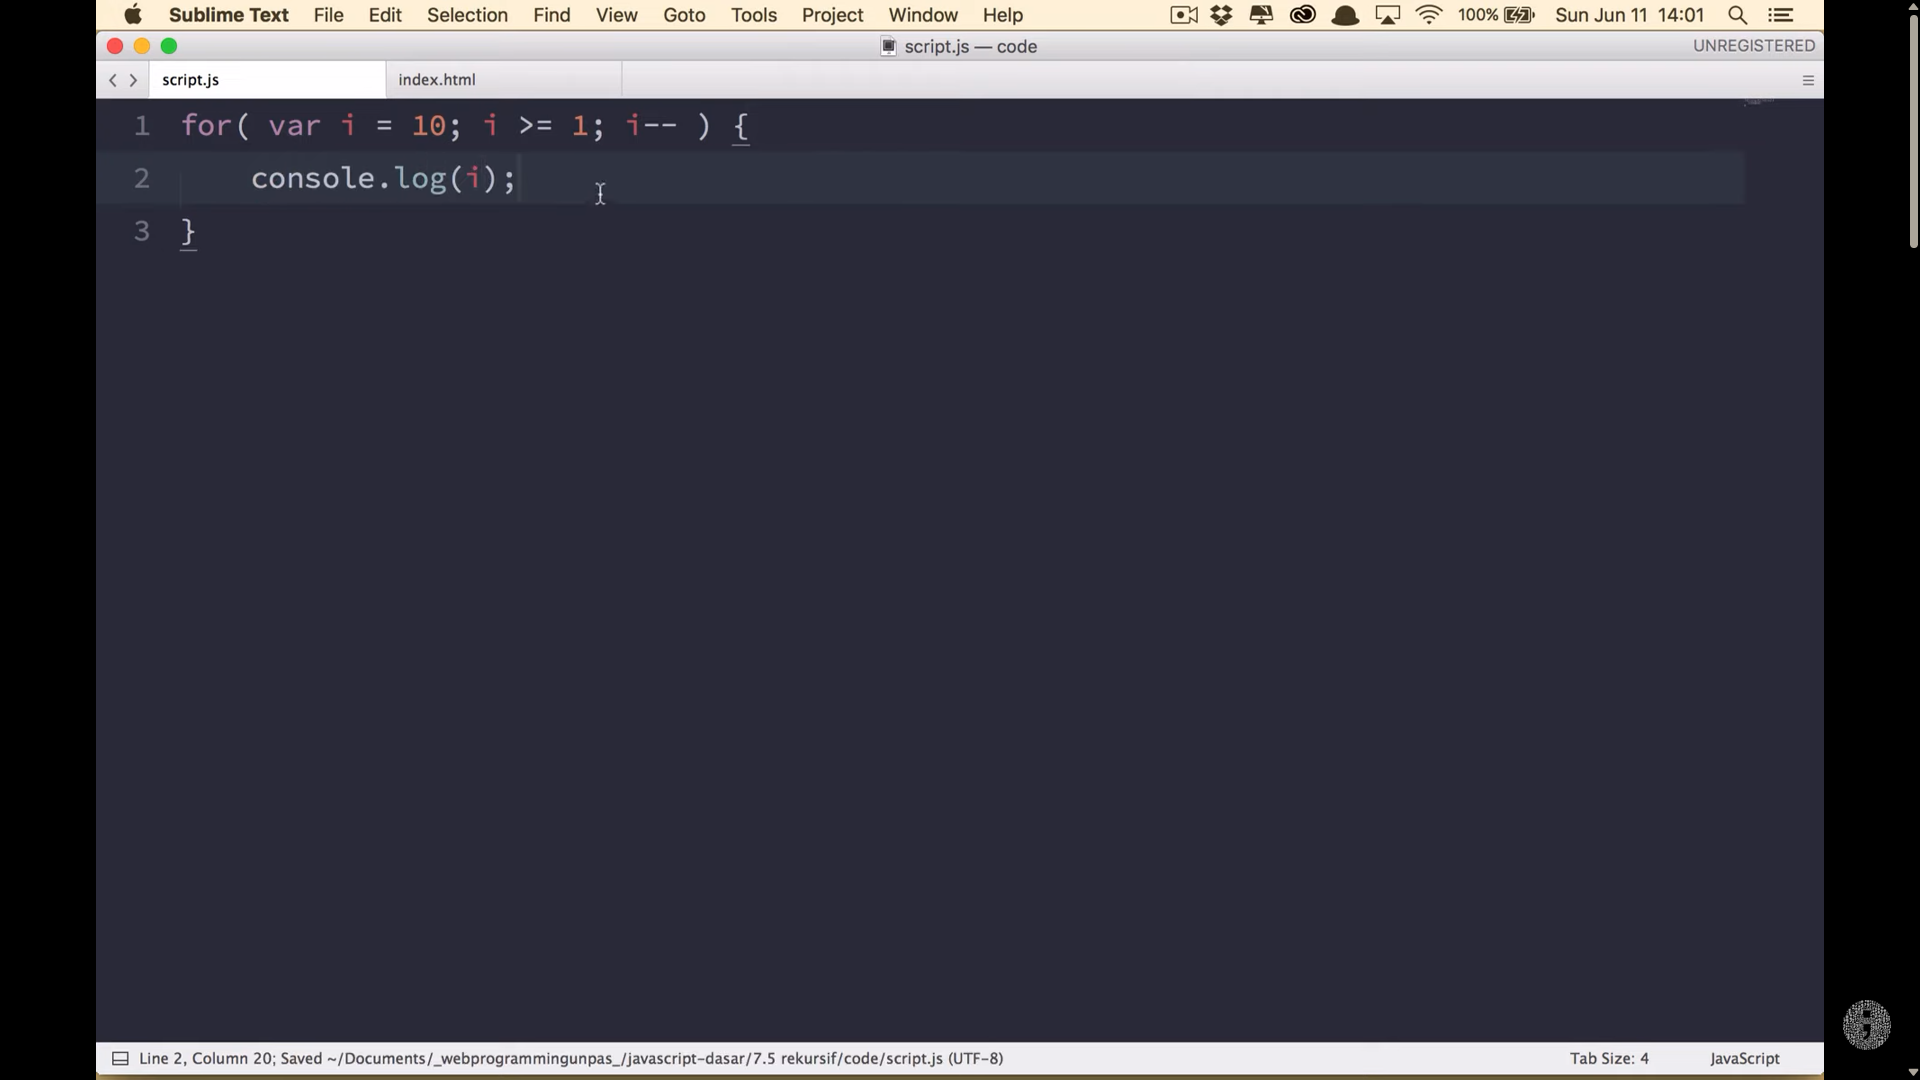 Sublime Text File Edit Selection Find View Goto Tools Project Window Help 100% Sun Jun 11 14:01
script.js — code UNREGISTERED
script.js index.html
1 for( var i = 10; i >= 1; i-- ) {
2 console.log(i);
3 }
Line 2, Column 20; Saved ~/Documents/_webprogrammingunpas_/javascript-dasar/7.5 rekursif/code/script.js (UTF-8) Tab Size: 4 JavaScript